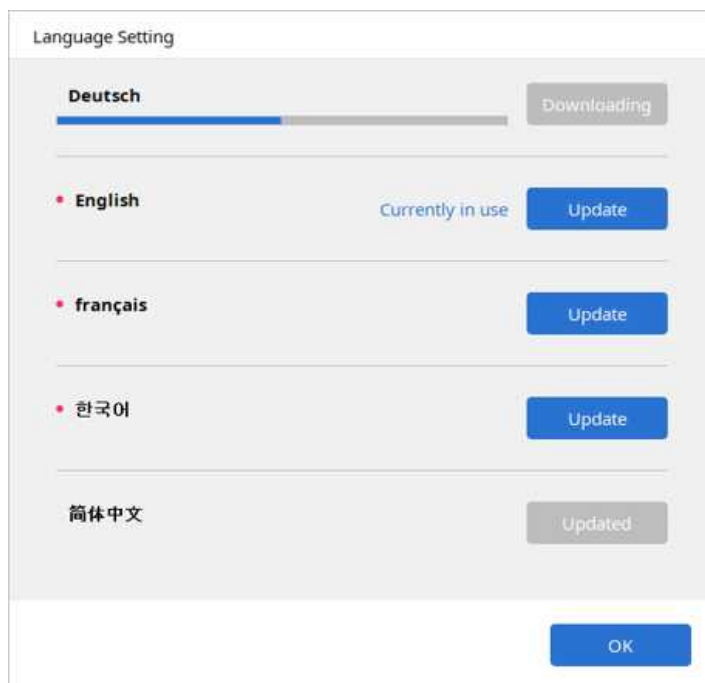 Language Setting
Deutsch
Downloading
English
Currently in use
Update
français
Update
한국어
Update
简体中文
Updated
OK